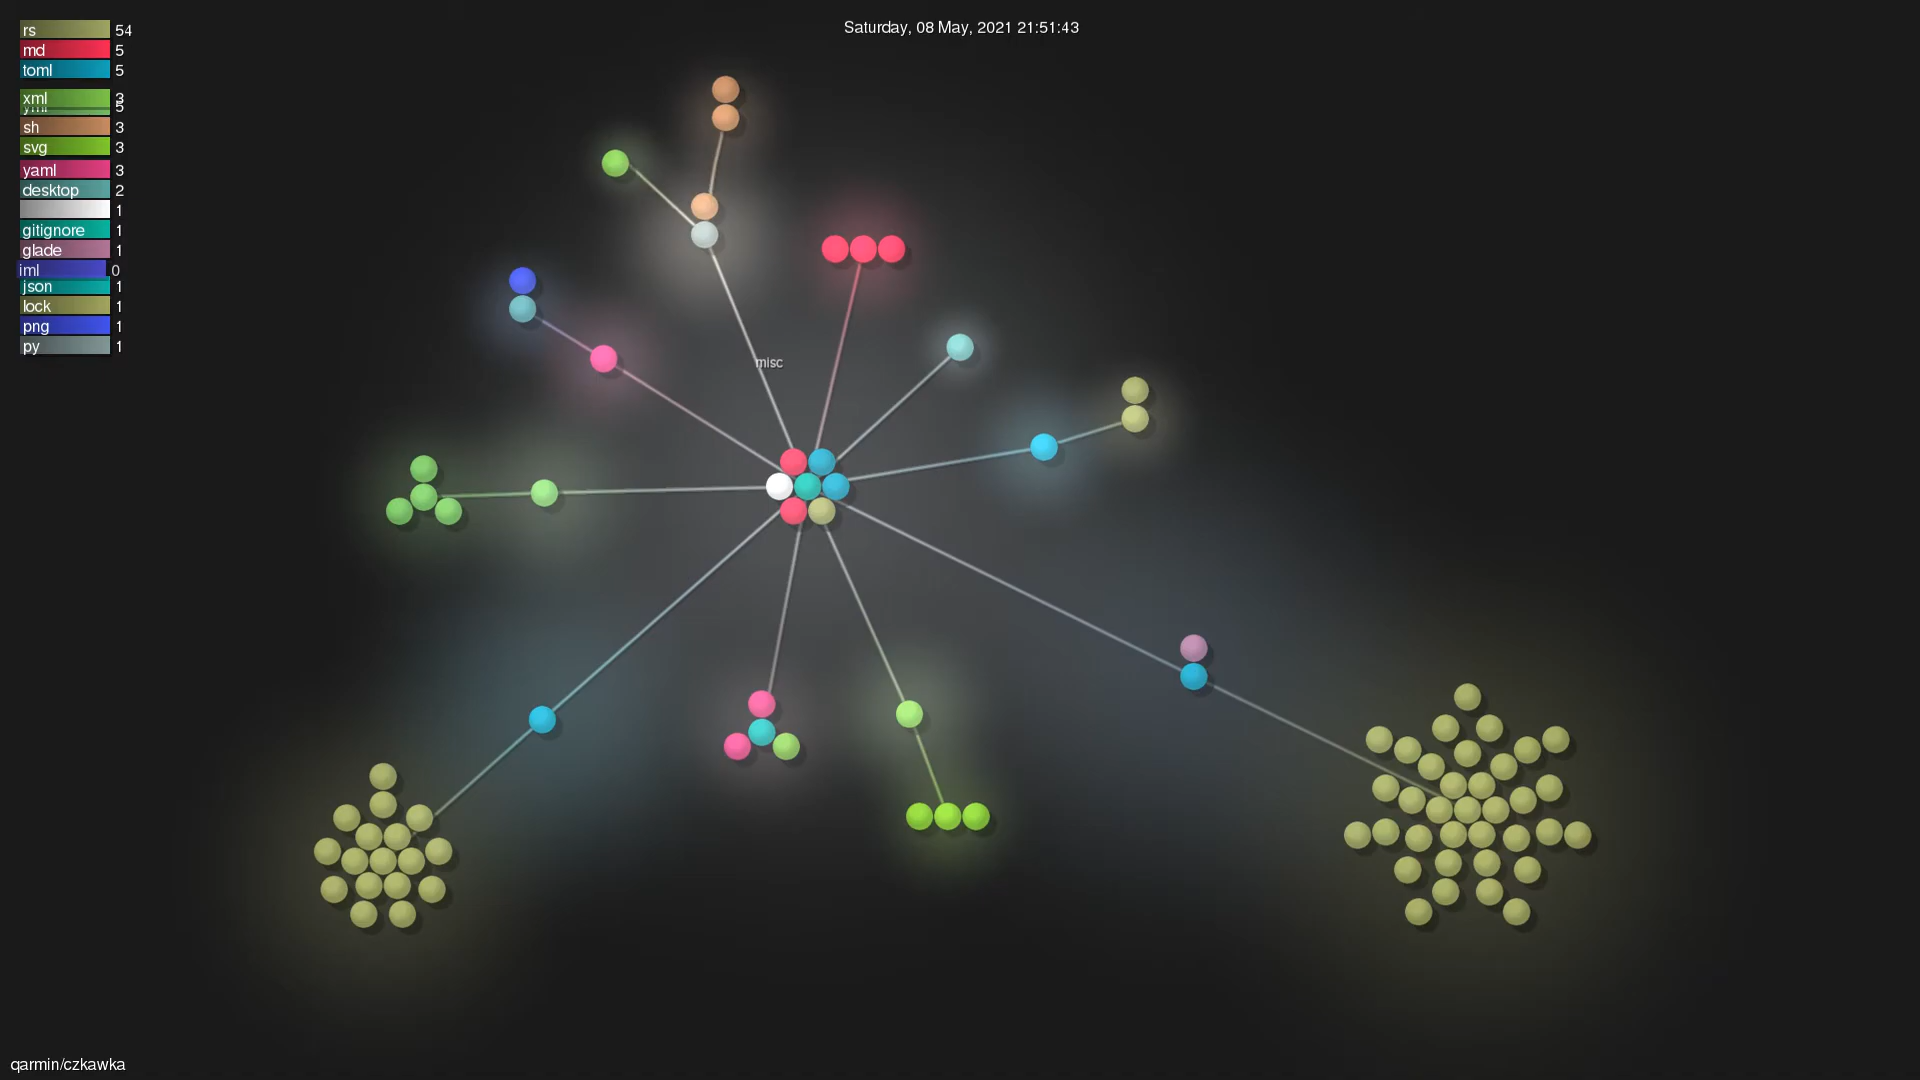 Saturday, 08 May, 2021 21:51:43
rs 54
md 5
toml 5
xml 3
yml 5
sh 3
svg 3
yaml 3
desktop 2
1
gitignore 1
glade 1
iml 0
json 1
lock 1
png 1
py 1
misc
qarmin/czkawka